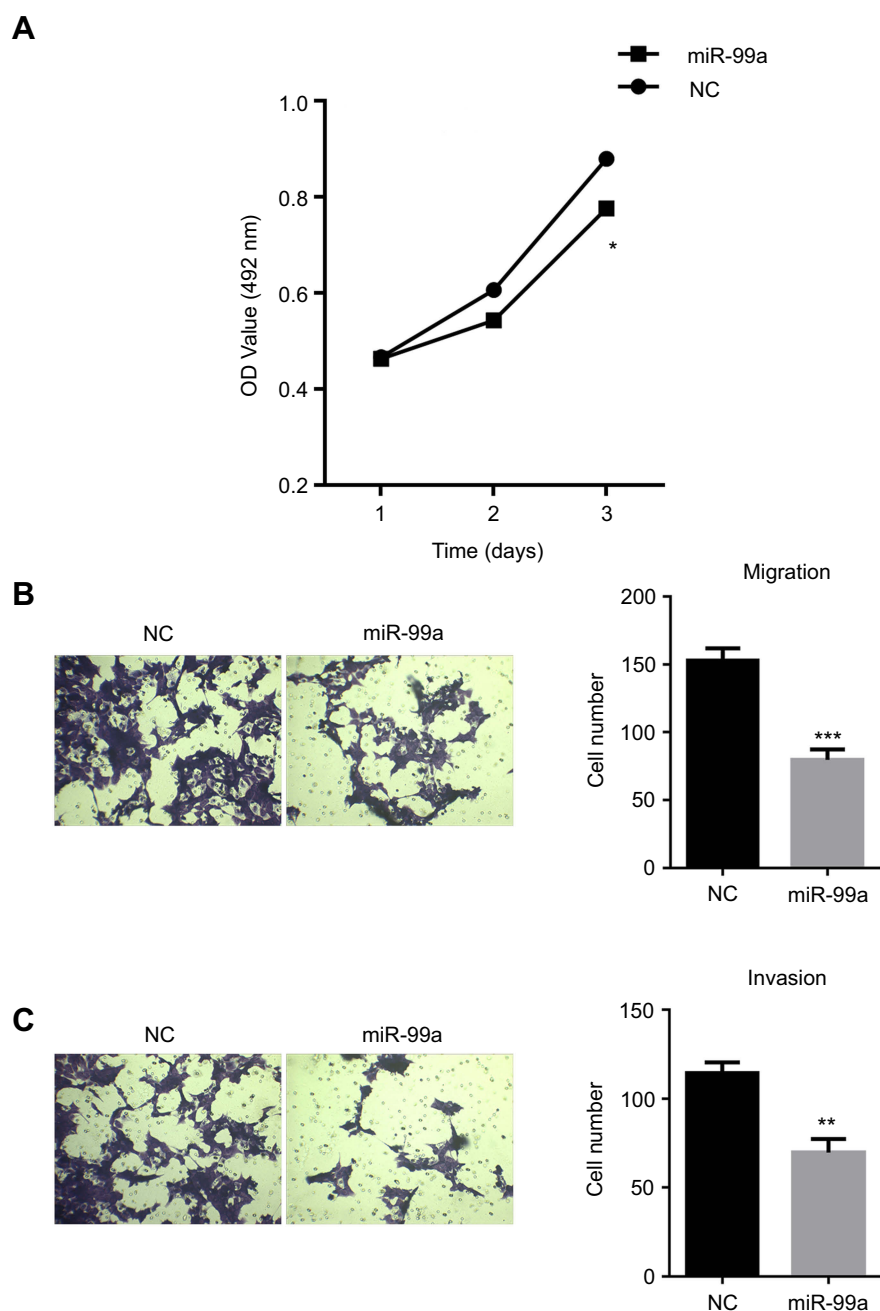 A
miR-99a
NC
1.0
0.8
0.6
0.4
0.2
OD Value (492 nm)
*
1 2 3
Time (days)
B
NC miR-99a
Migration
200
150
100
50
0
Cell number
***
NC miR-99a
C
NC miR-99a
Invasion
150
100
50
0
Cell number
**
NC miR-99a